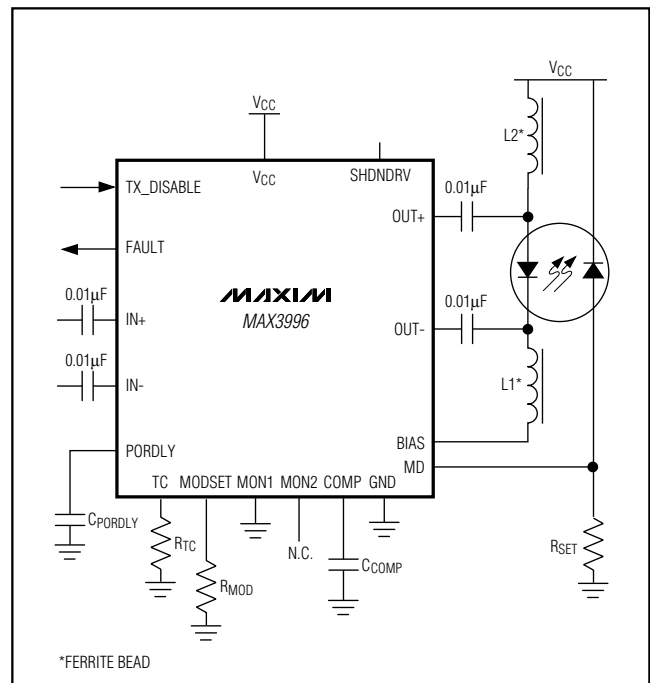 VCC
L2*
VCC
VCC
SHDNDRV
0.01µF
TX_DISABLE
OUT+
FAULT
0.01µF
MAXIM
MAX3996
0.01µF
IN+
OUT-
0.01µF
L1*
IN-
BIAS
PORDLY
MD
TC MODSET MON1 MON2 COMP GND
CPORDLY
RTC
N.C.
CCOMP
RSET
RMOD
*FERRITE BEAD